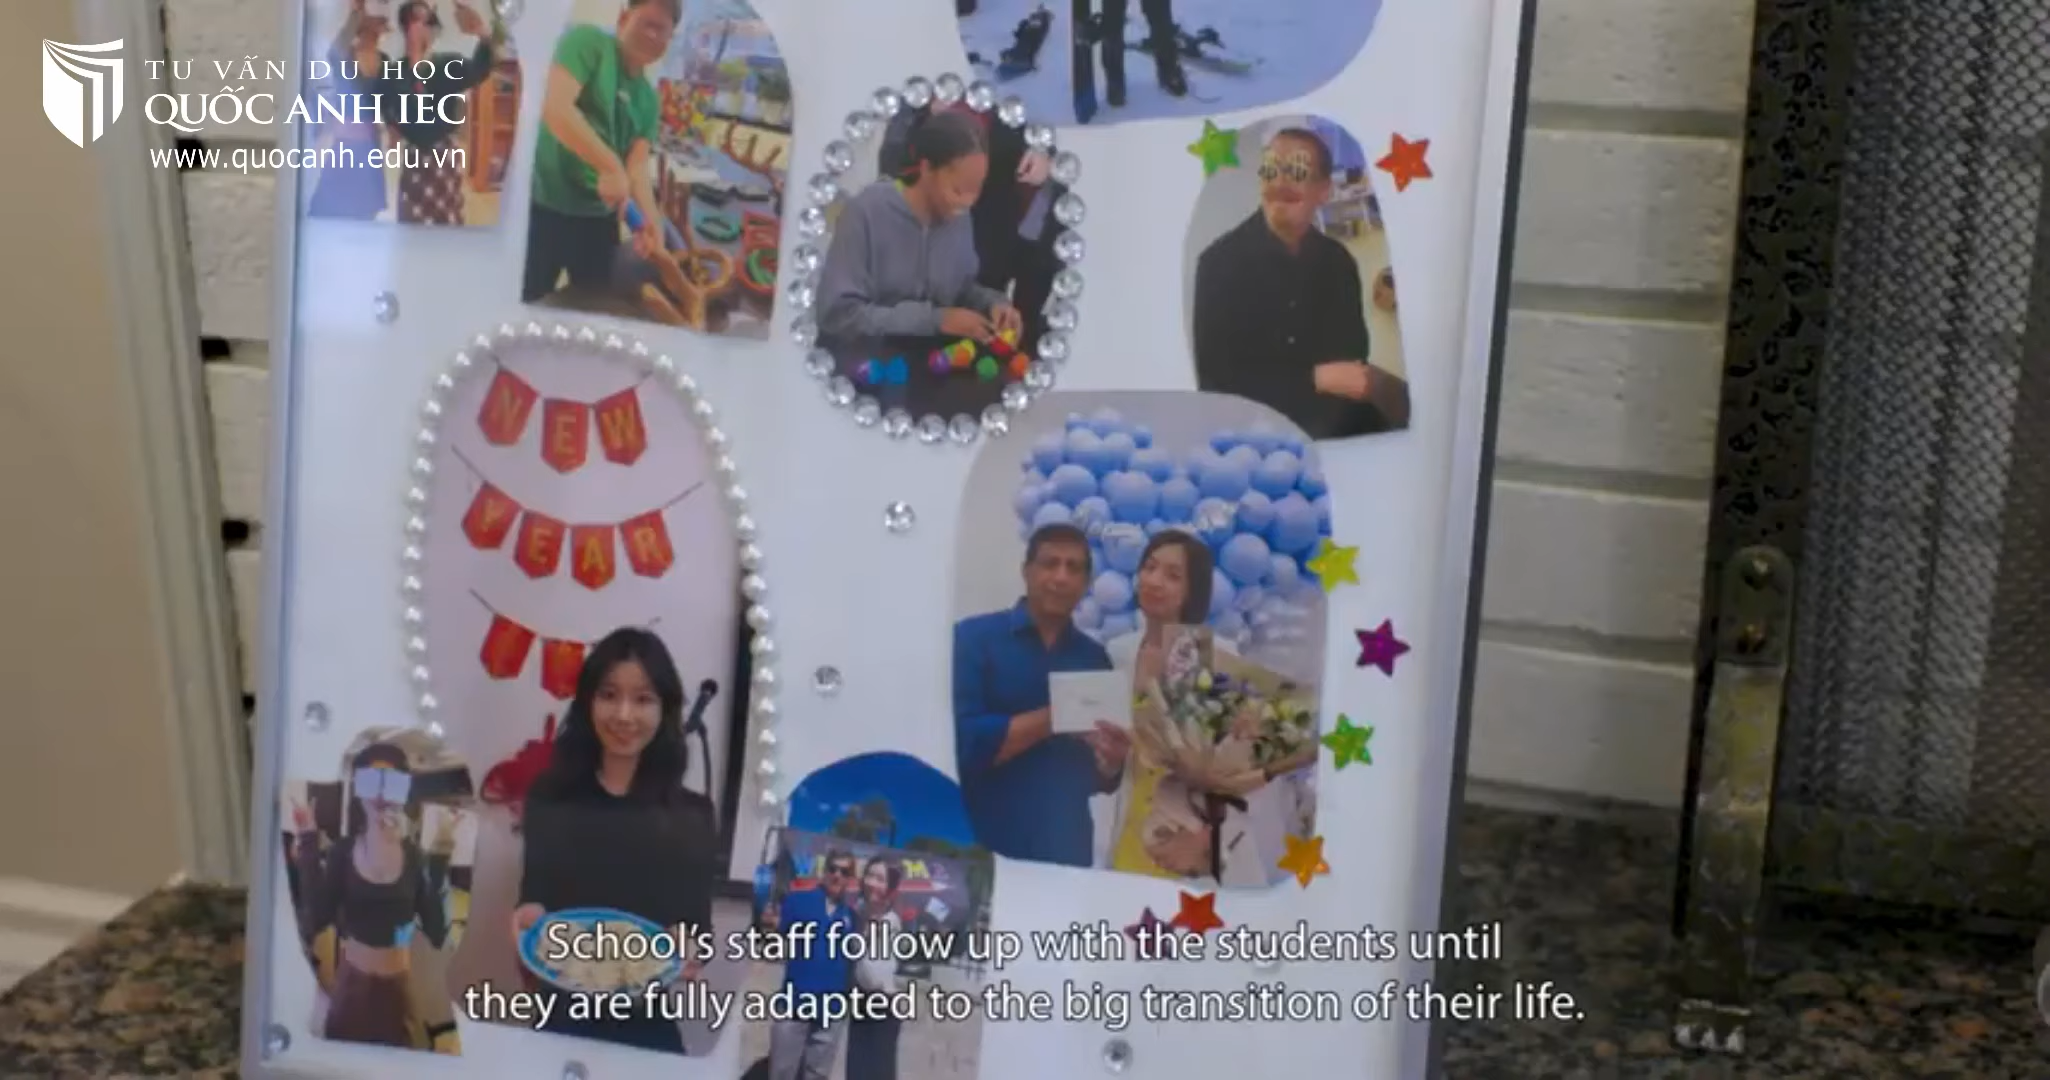 TƯ VẤN DU HỌC
QUỐC ANH IEC
www.quocanh.edu.vn
NEW
YEAR
School's staff follow up with the students until
they are fully adapted to the big transition of their life.